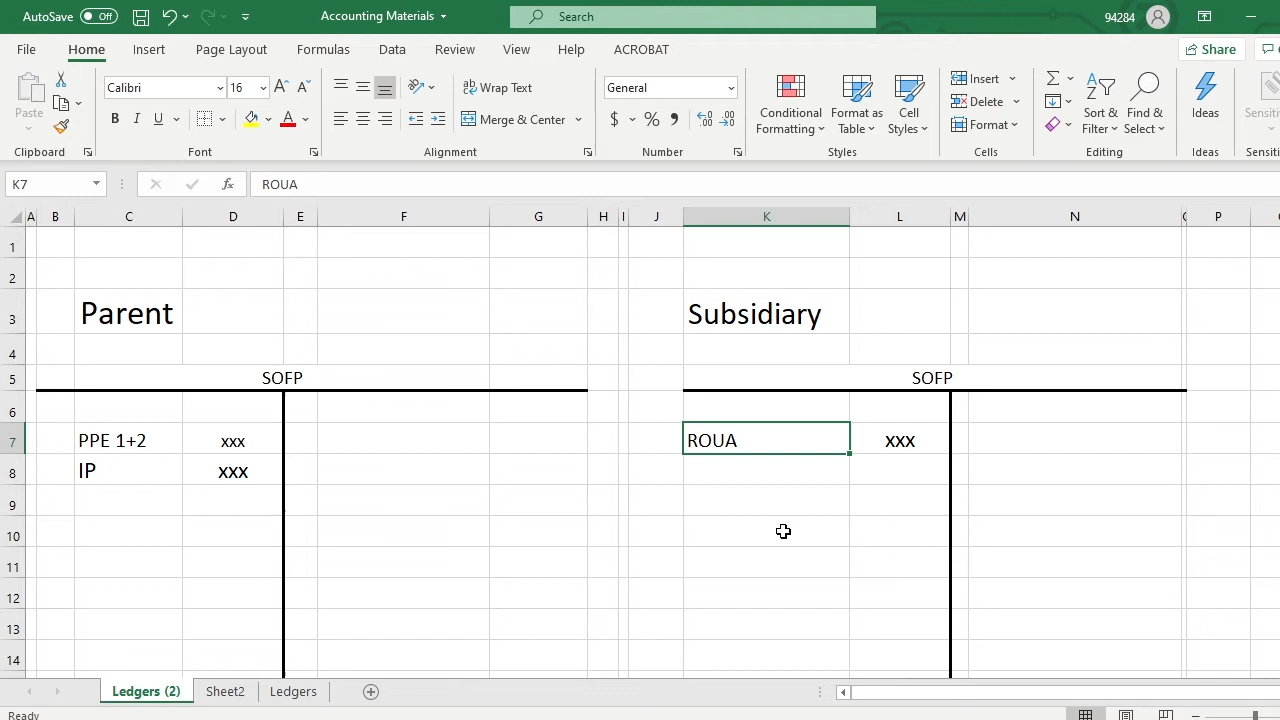 AutoSave Off Accounting Materials Search 94284
File Home Insert Page Layout Formulas Data Review View Help ACROBAT Share
Calibri 16 Wrap Text General Insert
Paste B I U Merge & Center $ % Conditional Formatting Format as Table Cell Styles Delete Format Sort & Filter Find & Select Ideas
Clipboard Font Alignment Number Styles Cells Editing Ideas
K7 fx ROUA
A B C D E F G H I J K L M N P
1
2
3 Parent Subsidiary
4
5 SOFP SOFP
6
7 PPE 1+2 xxx ROUA xxx
8 IP xxx
9
10
11
12
13
14
Ledgers (2) Sheet2 Ledgers
Ready